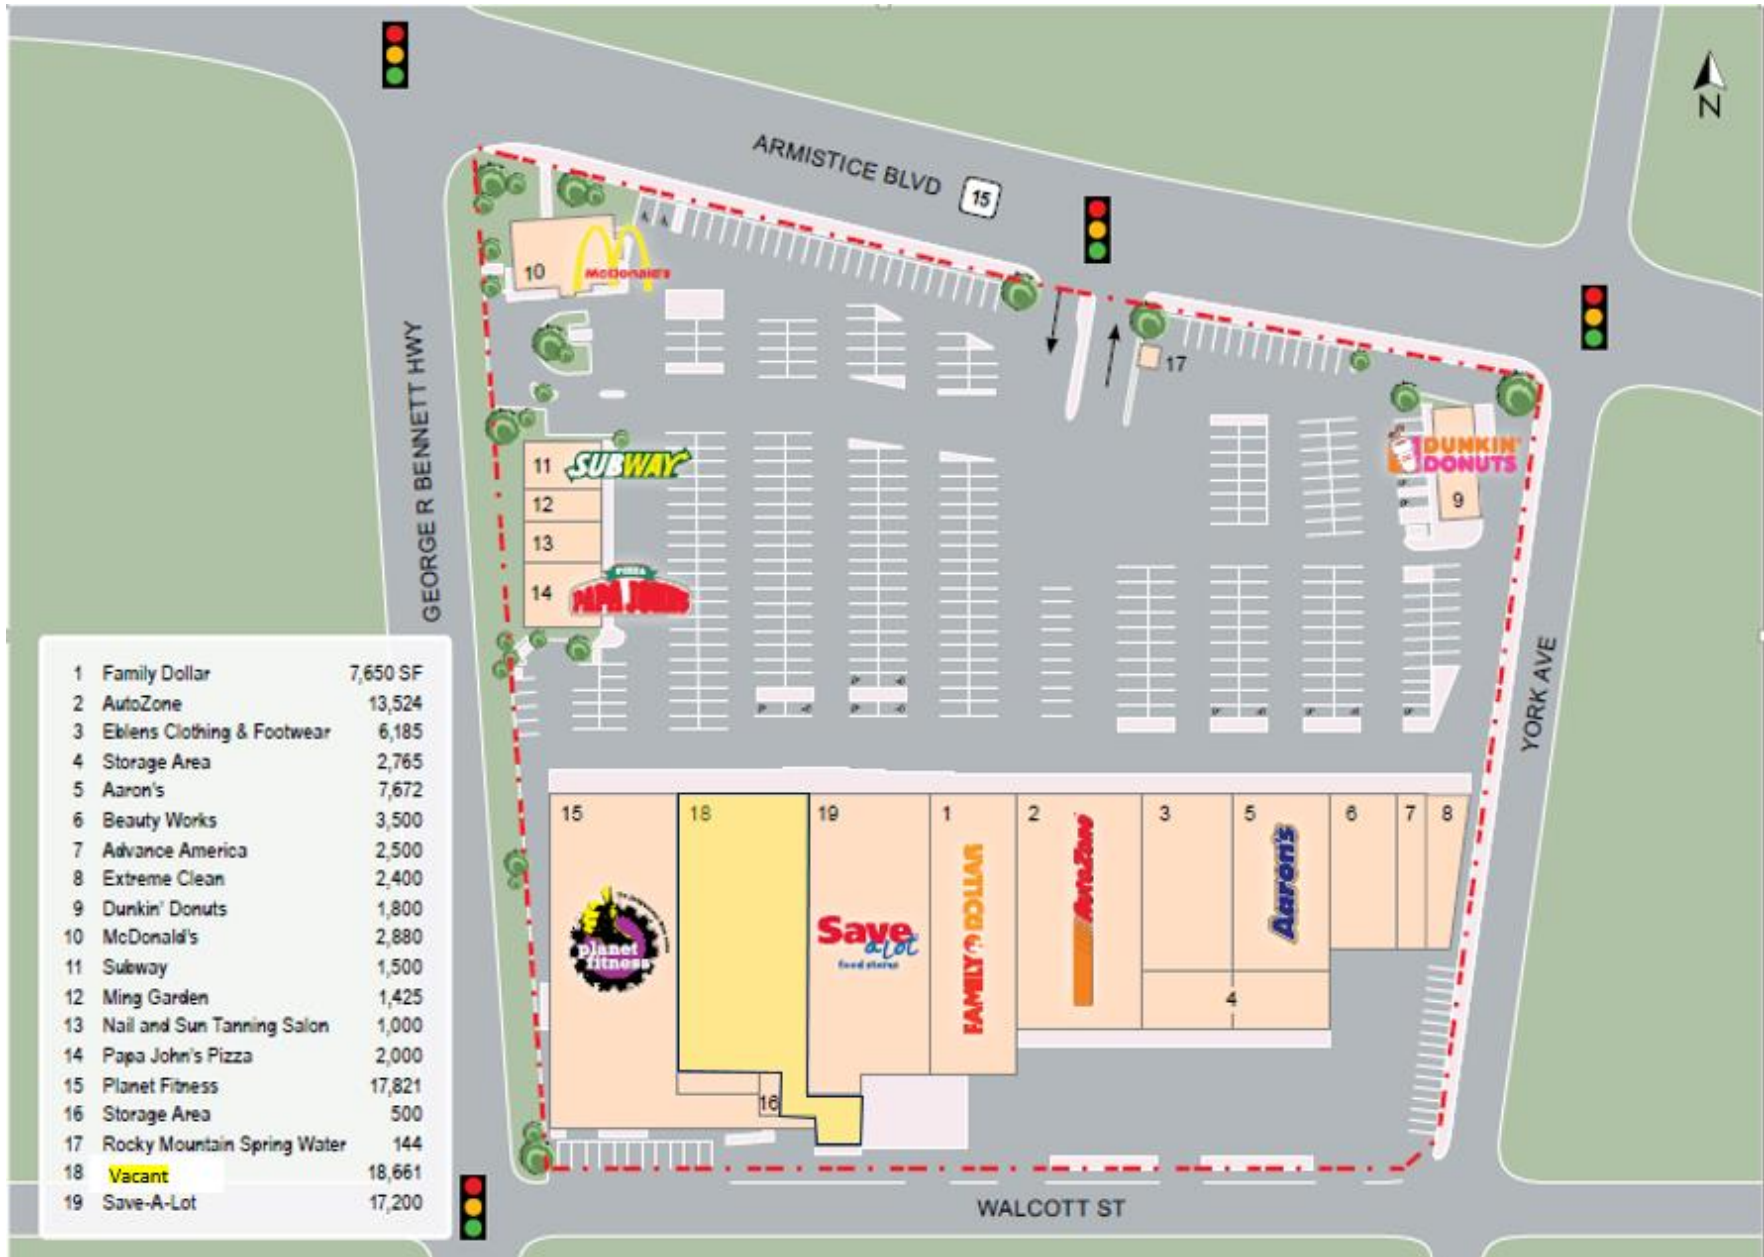 N
ARMISTICE BLVD
15
GEORGE R BENNETT HWY
YORK AVE
WALCOTT ST
10
McDonald's
17
11
SUBWAY
12
13
14
PIZZA
PAPA JOHNS
DUNKIN'
DONUTS
9
15
planet
fitness
18
16
19
Save
a lot
food stores
1
FAMILY DOLLAR
2
AutoZone
3
4
5
Aaron's
6
7
8
1 Family Dollar 7,650 SF
2 AutoZone 13,524
3 Eblens Clothing & Footwear 6,185
4 Storage Area 2,765
5 Aaron's 7,672
6 Beauty Works 3,500
7 Advance America 2,500
8 Extreme Clean 2,400
9 Dunkin' Donuts 1,800
10 McDonald's 2,880
11 Subway 1,500
12 Ming Garden 1,425
13 Nail and Sun Tanning Salon 1,000
14 Papa John's Pizza 2,000
15 Planet Fitness 17,821
16 Storage Area 500
17 Rocky Mountain Spring Water 144
18 Vacant 18,661
19 Save-A-Lot 17,200